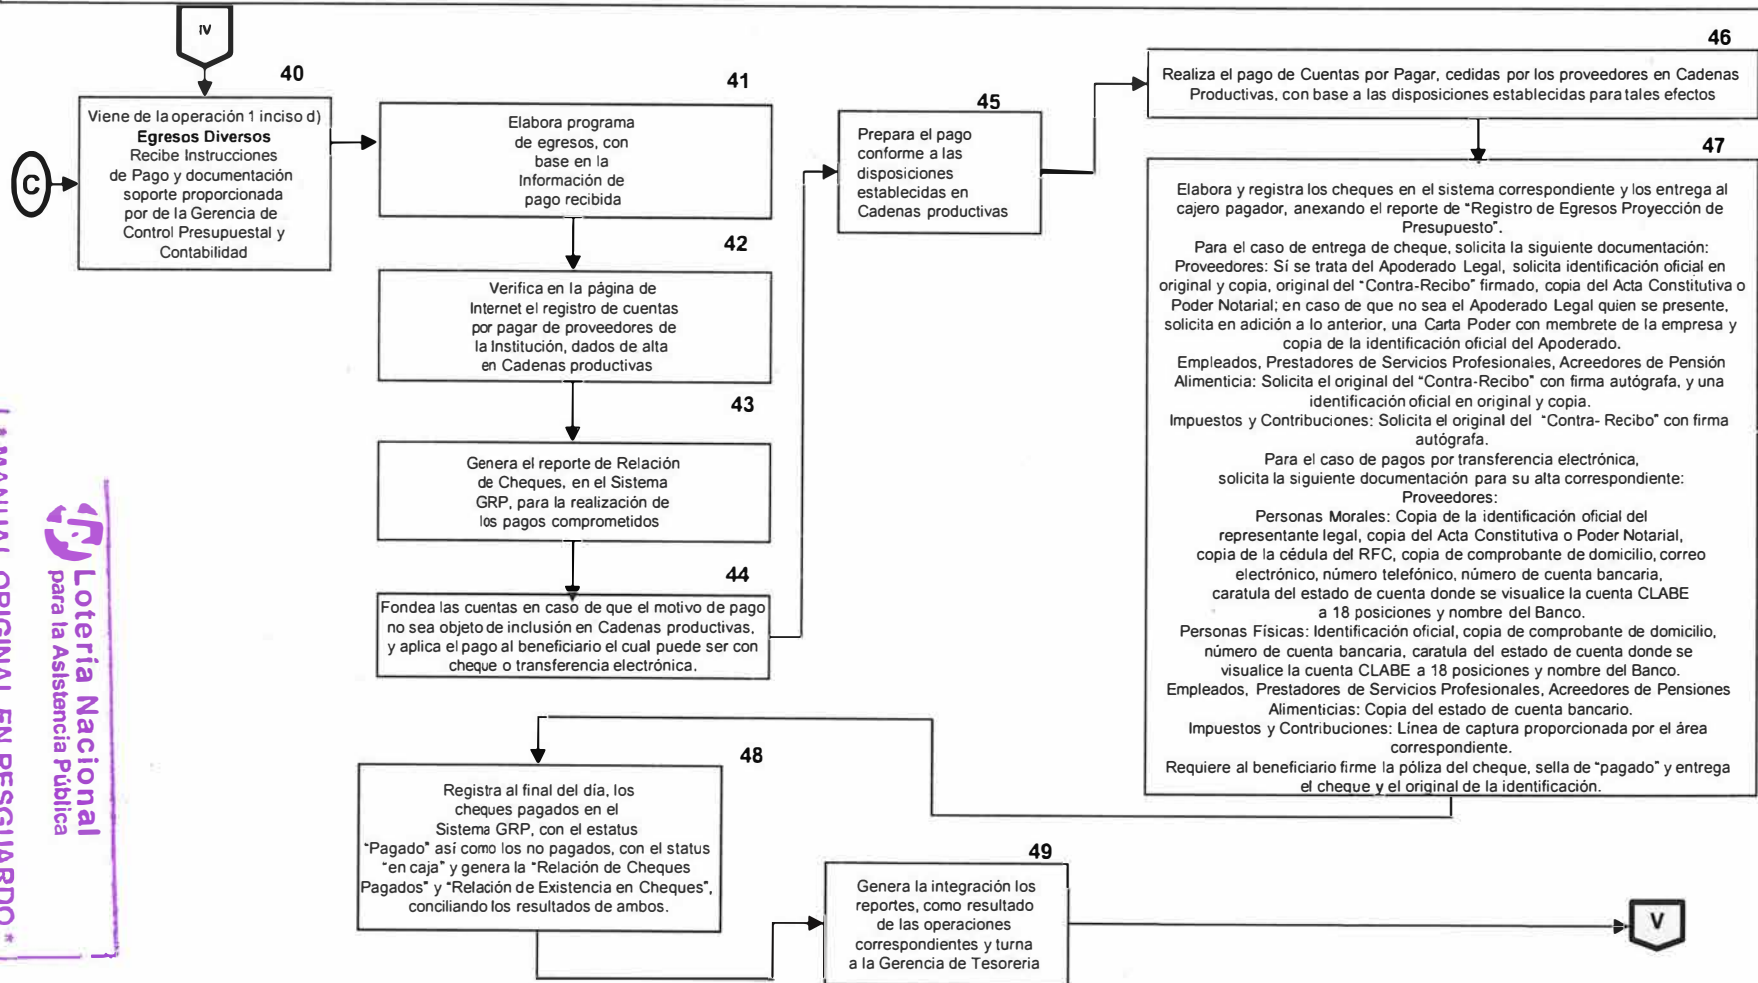 IV
40
Viene de la operación 1 inciso d)
Egresos Diversos
Recibe Instrucciones
de Pago y documentación
soporte proporcionada
por de la Gerencia de
Control Presupuestal y
Contabilidad
C
41
Elabora programa
de egresos, con
base en la
Información de
pago recibida
42
Verifica en la página de
Internet el registro de cuentas
por pagar de proveedores de
la Institución, dados de alta
en Cadenas productivas
43
Genera el reporte de Relación
de Cheques, en el Sistema
GRP, para la realización de
los pagos comprometidos
44
Fondea las cuentas en caso de que el motivo de pago
no sea objeto de inclusión en Cadenas productivas,
y aplica el pago al beneficiario el cual puede ser con
cheque o transferencia electrónica.
45
Prepara el pago
conforme a las
disposiciones
establecidas en
Cadenas productivas
46
Realiza el pago de Cuentas por Pagar, cedidas por los proveedores en Cadenas
Productivas, con base a las disposiciones establecidas para tales efectos
47
Elabora y registra los cheques en el sistema correspondiente y los entrega al
cajero pagador, anexando el reporte de “Registro de Egresos Proyección de
Presupuesto”.
Para el caso de entrega de cheque, solicita la siguiente documentación:
Proveedores: Sí se trata del Apoderado Legal, solicita identificación oficial en
original y copia, original del “Contra-Recibo” firmado, copia del Acta Constitutiva o
Poder Notarial; en caso de que no sea el Apoderado Legal quien se presente,
solicita en adición a lo anterior, una Carta Poder con membrete de la empresa y
copia de la identificación oficial del Apoderado.
Empleados, Prestadores de Servicios Profesionales, Acreedores de Pensión
Alimenticia: Solicita el original del “Contra-Recibo” con firma autógrafa, y una
identificación oficial en original y copia.
Impuestos y Contribuciones: Solicita el original del “Contra- Recibo” con firma
autógrafa.
Para el caso de pagos por transferencia electrónica,
solicita la siguiente documentación para su alta correspondiente:
Proveedores:
Personas Morales: Copia de la identificación oficial del
representante legal, copia del Acta Constitutiva o Poder Notarial,
copia de la cédula del RFC, copia de comprobante de domicilio, correo
electrónico, número telefónico, número de cuenta bancaria,
caratula del estado de cuenta donde se visualice la cuenta CLABE
a 18 posiciones y nombre del Banco.
Personas Físicas: Identificación oficial, copia de comprobante de domicilio,
número de cuenta bancaria, caratula del estado de cuenta donde se
visualice la cuenta CLABE a 18 posiciones y nombre del Banco.
Empleados, Prestadores de Servicios Profesionales, Acreedores de Pensiones
Alimenticias: Copia del estado de cuenta bancario.
Impuestos y Contribuciones: Línea de captura proporcionada por el área
correspondiente.
Requiere al beneficiario firme la póliza del cheque, sella de “pagado” y entrega
el cheque y el original de la identificación.
48
Registra al final del día, los
cheques pagados en el
Sistema GRP, con el estatus
“Pagado” así como los no pagados, con el status
“en caja” y genera la “Relación de Cheques
Pagados” y “Relación de Existencia en Cheques”,
conciliando los resultados de ambos.
49
Genera la integración los
reportes, como resultado
de las operaciones
correspondientes y turna
a la Gerencia de Tesoreria
V
Lotería Nacional
para la Asistencia Pública
* MANUAL ORIGINAL EN RESGUARDO *